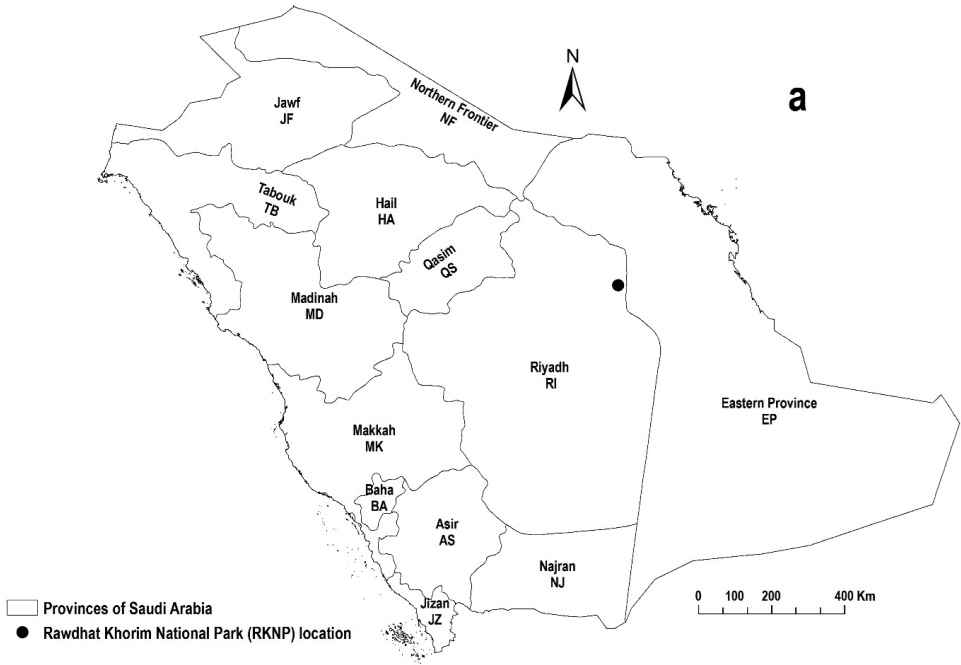 N
a
Northern Frontier
NF
Jawf
JF
Tabouk
TB
Hail
HA
Qasim
QS
Madinah
MD
Riyadh
RI
Eastern Province
EP
Makkah
MK
Baha
BA
Asir
AS
Najran
NJ
Jizan
JZ
0 100 200 400 Km
Provinces of Saudi Arabia
Rawdhat Khorim National Park (RKNP) location